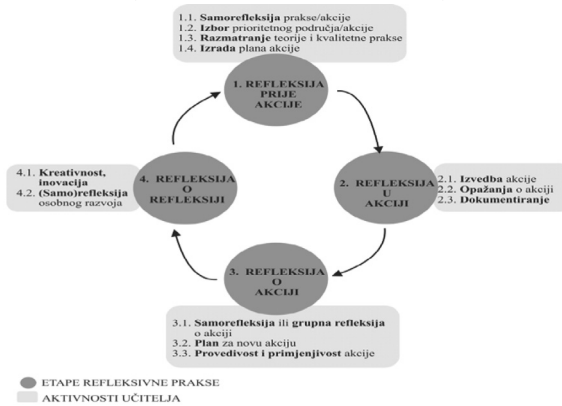 1.1. Samorefleksija prakse/akcije
1.2. Izbor prioritetnog područja/akcije
1.3. Razmatranje teorije i kvalitetne prakse
1.4. Izrada plana akcije
1. REFLEKSIJA
PRIJE
AKCIJE
4.1. Kreativnost,
inovacija
4.2. (Samo)refleksija
osobnog razvoja
4. REFLEKSIJA
O
REFLEKSIJI
2. REFLEKSIJA
U
AKCIJI
2.1. Izvedba akcije
2.2. Opažanja o akciji
2.3. Dokumentiranje
3. REFLEKSIJA
O
AKCIJI
3.1. Samorefleksija ili grupna refleksija
o akciji
3.2. Plan za novu akciju
3.3. Provedivost i primjenjivost akcije
ETAPE REFLEKSIVNE PRAKSE
AKTIVNOSTI UČITELJA